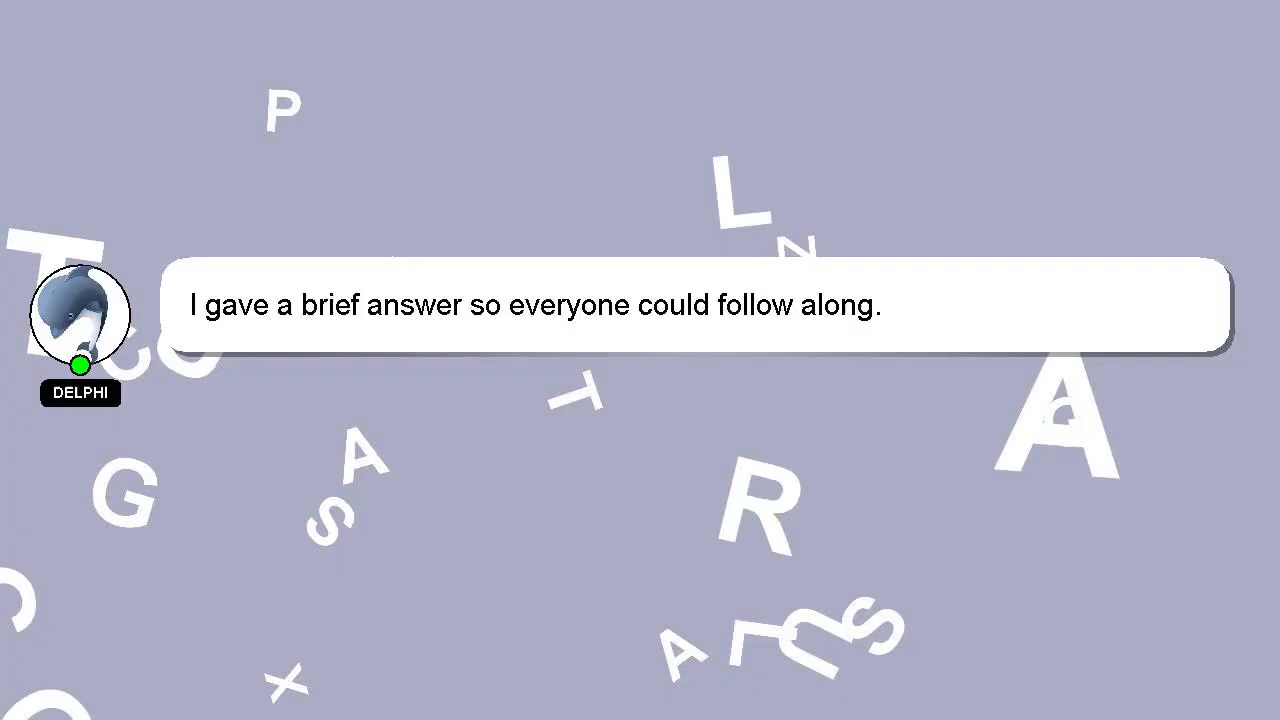 P
L
Z
T
I gave a brief answer so everyone could follow along.
DELPHI
T
A
G
A
S
R
C
A
L
U
S
X